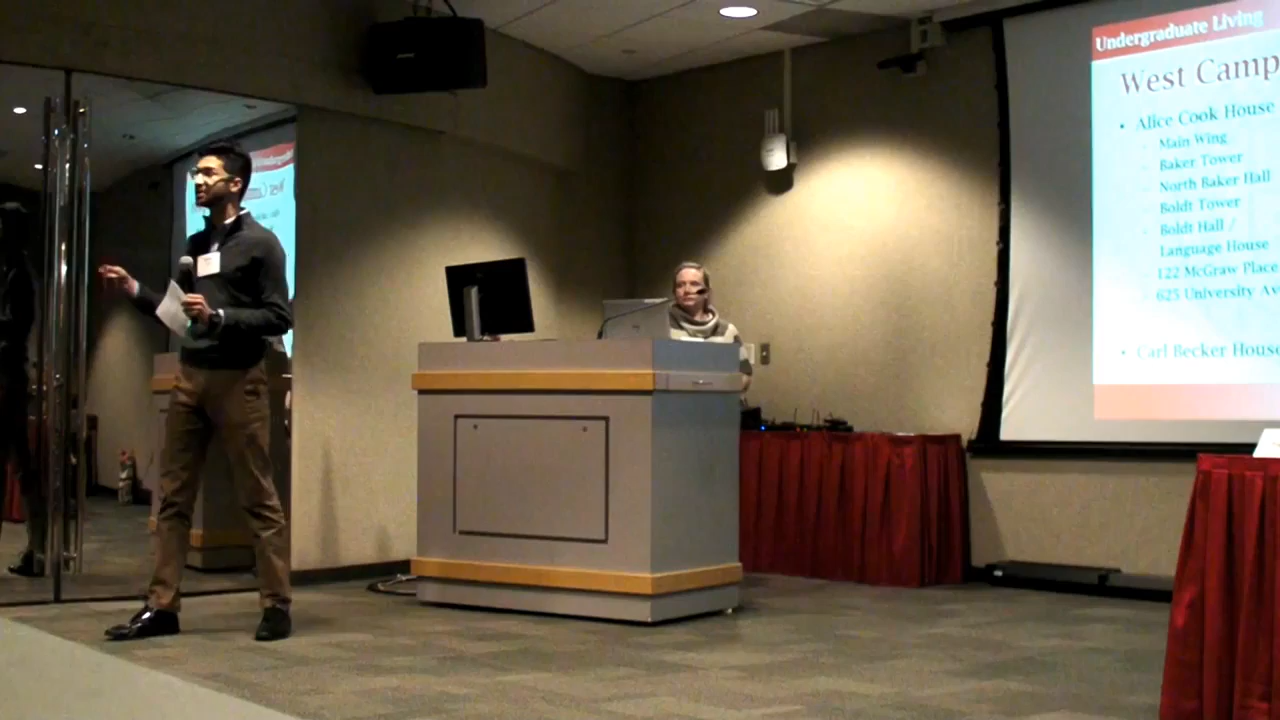 Undergraduate Living
West Camp
• Alice Cook House
- Main Wing
- Baker Tower
- North Baker Hall
- Boldt Tower
- Boldt Hall /
Language House
122 McGraw Place
625 University Av
• Carl Becker House